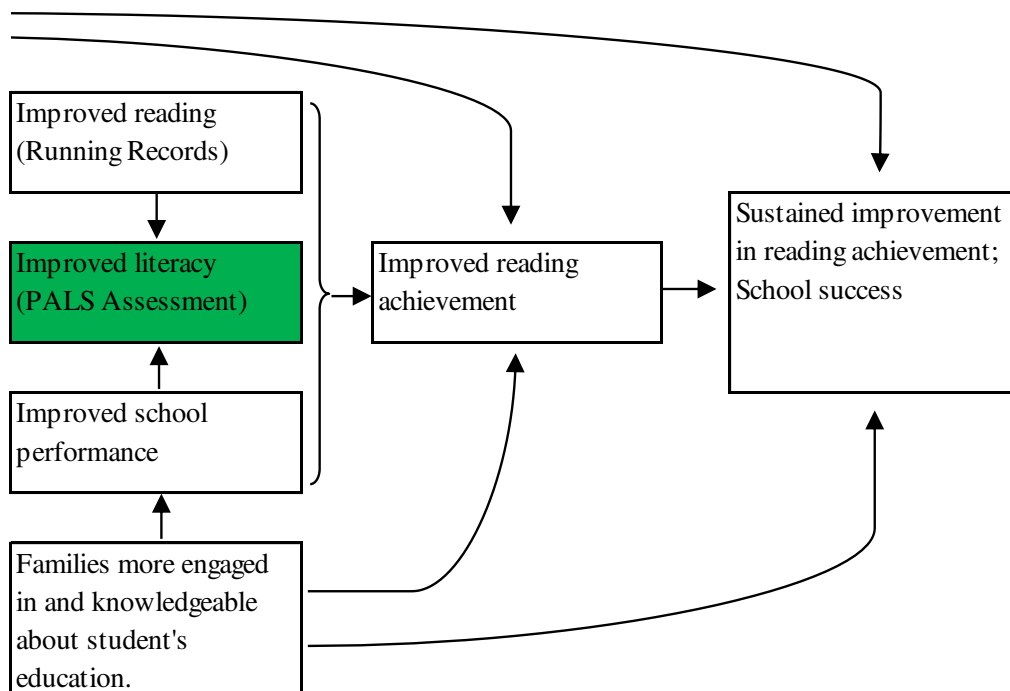 Improved reading
(Running Records)
Improved literacy
(PALS Assessment)
Improved school
performance
Families more engaged
in and knowledgeable
about student's
education.
Improved reading
achievement
Sustained improvement
in reading achievement;
School success